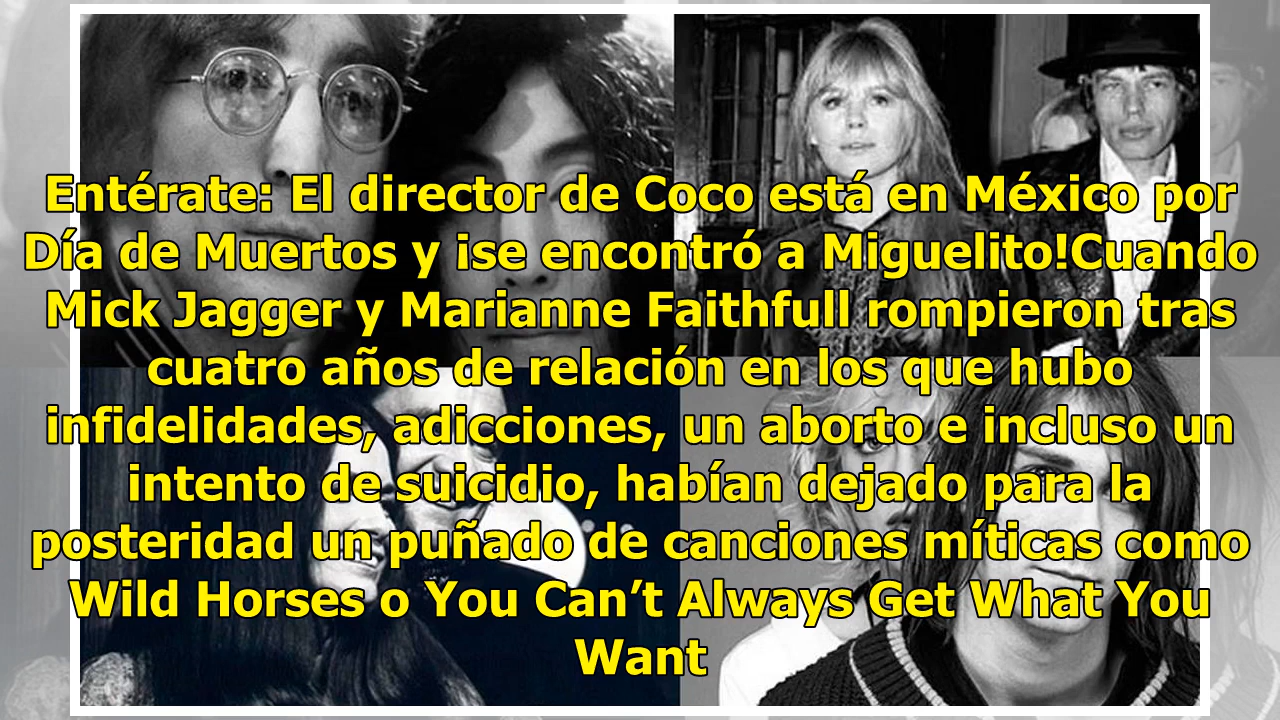 Entérate: El director de Coco está en México por
Día de Muertos y ¡se encontró a Miguelito!Cuando
Mick Jagger y Marianne Faithfull rompieron tras
cuatro años de relación en los que hubo
infidelidades, adicciones, un aborto e incluso un
intento de suicidio, habían dejado para la
posteridad un puñado de canciones míticas como
Wild Horses o You Can’t Always Get What You
Want